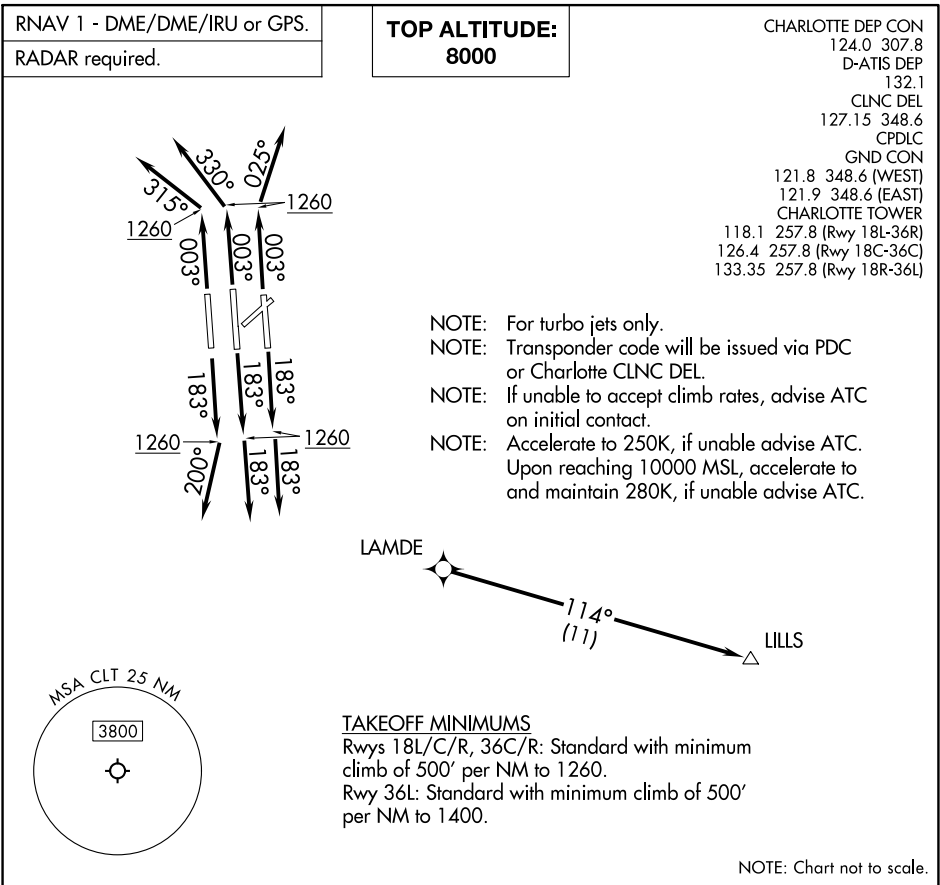 RNAV 1 - DME/DME/IRU or GPS.
RADAR required.
TOP ALTITUDE:
8000
CHARLOTTE DEP CON
124.0 307.8
D-ATIS DEP
132.1
CLNC DEL
127.15 348.6
CPDLC
GND CON
121.8 348.6 (WEST)
121.9 348.6 (EAST)
CHARLOTTE TOWER
118.1 257.8 (Rwy 18L-36R)
126.4 257.8 (Rwy 18C-36C)
133.35 257.8 (Rwy 18R-36L)
315°
330°
025°
1260
1260
003°
003°
003°
183°
183°
183°
1260
1260
200°
183°
183°
NOTE: For turbo jets only.
NOTE: Transponder code will be issued via PDC
or Charlotte CLNC DEL.
NOTE: If unable to accept climb rates, advise ATC
on initial contact.
NOTE: Accelerate to 250K, if unable advise ATC.
Upon reaching 10000 MSL, accelerate to
and maintain 280K, if unable advise ATC.
LAMDE
114°
(11)
LILLS
MSA CLT 25 NM
3800
TAKEOFF MINIMUMS
Rwys 18L/C/R, 36C/R: Standard with minimum
climb of 500' per NM to 1260.
Rwy 36L: Standard with minimum climb of 500'
per NM to 1400.
NOTE: Chart not to scale.